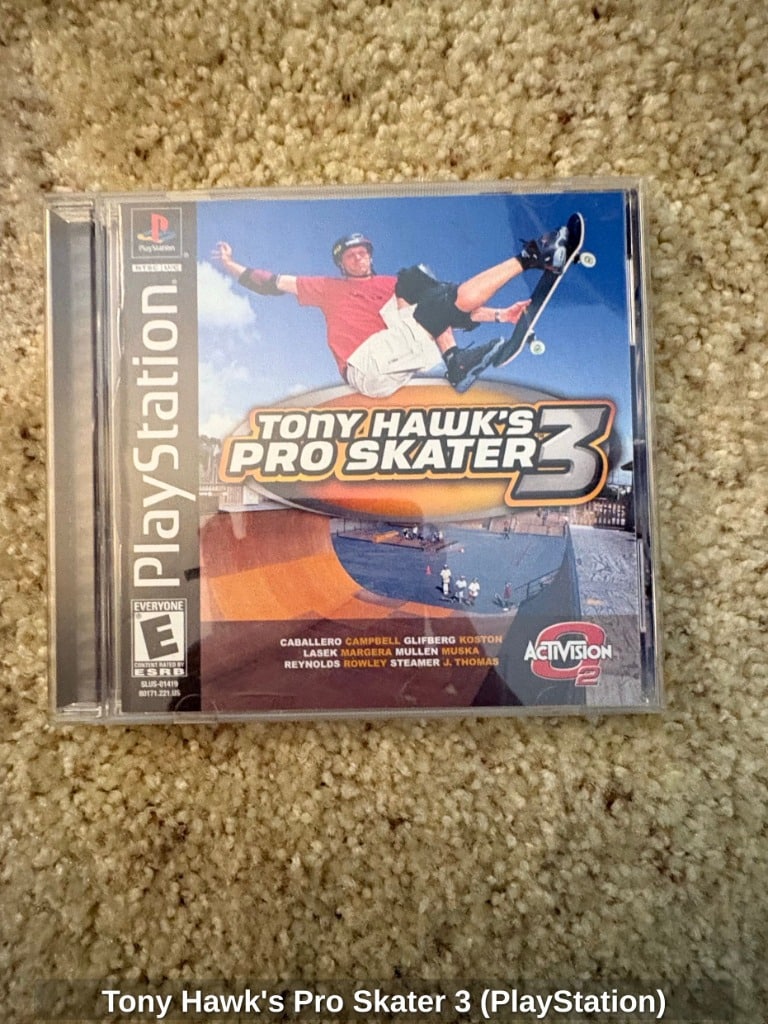 PlayStation
NTSC U/C
PlayStation
TONY HAWK'S
PRO SKATER 3
EVERYONE
E
CONTENT RATED BY
ESRB
SLUS-01419
80171.221.US
CABALLERO CAMPBELL GLIFBERG KOSTON
LASEK MARGERA MULLEN MUSKA
REYNOLDS ROWLEY STEAMER J. THOMAS
ACTIVISION
O2
Tony Hawk's Pro Skater 3 (PlayStation)